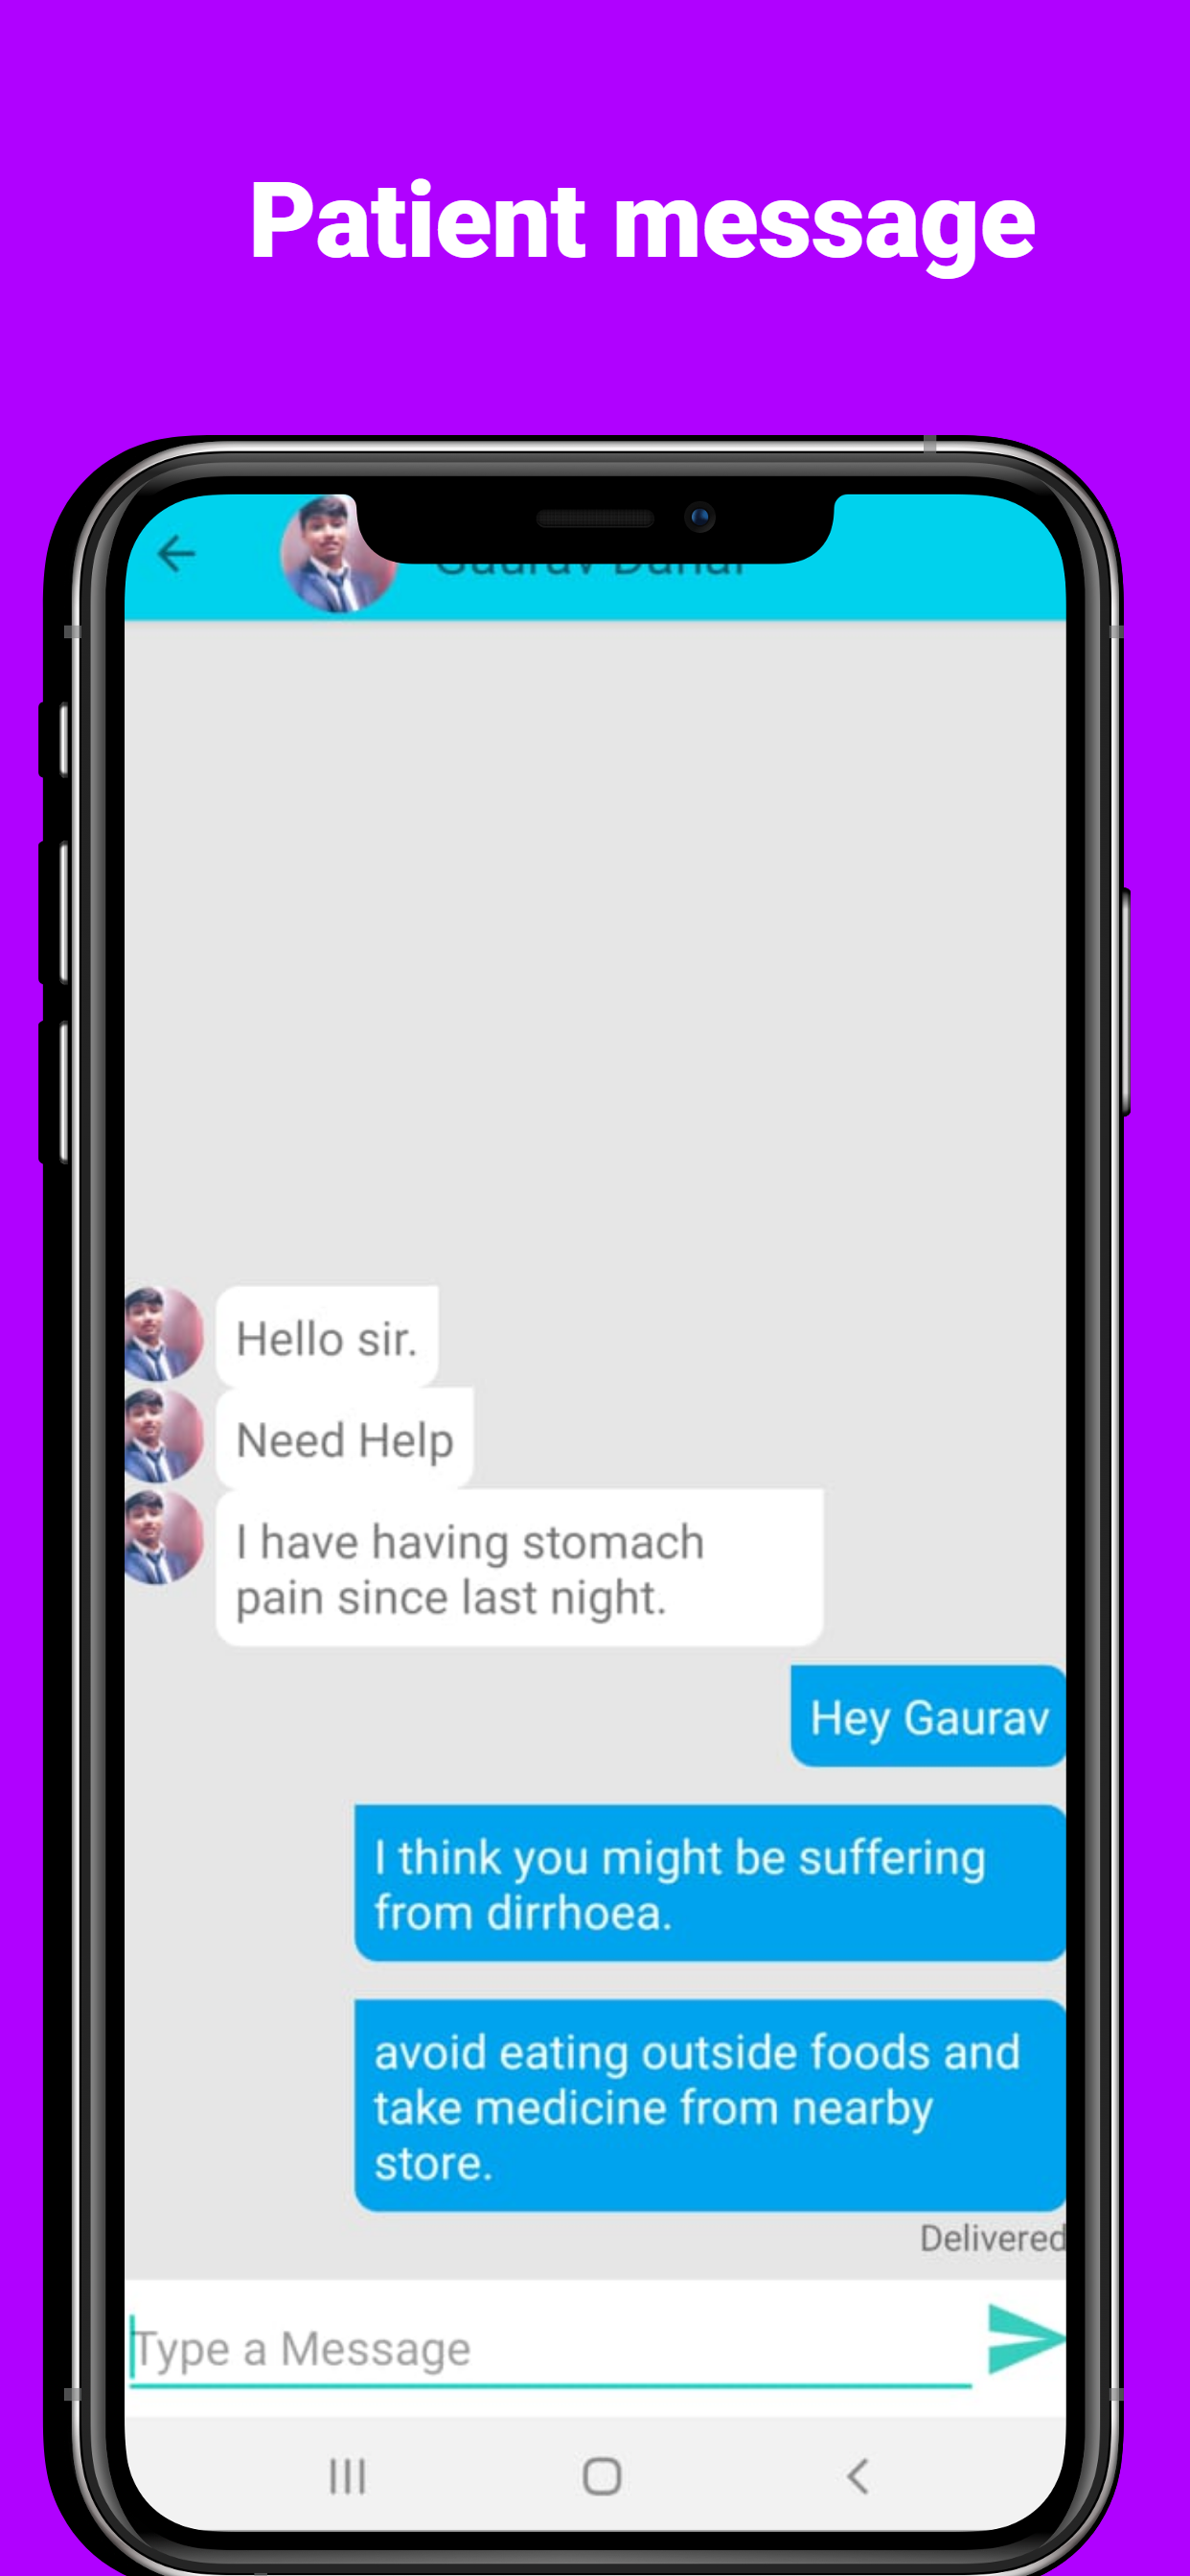 Patient message
Hello sir.
Need Help
I have having stomach
pain since last night.
Hey Gaurav
I think you might be suffering
from dirrhoea.
avoid eating outside foods and
take medicine from nearby
store.
Delivered
Type a Message